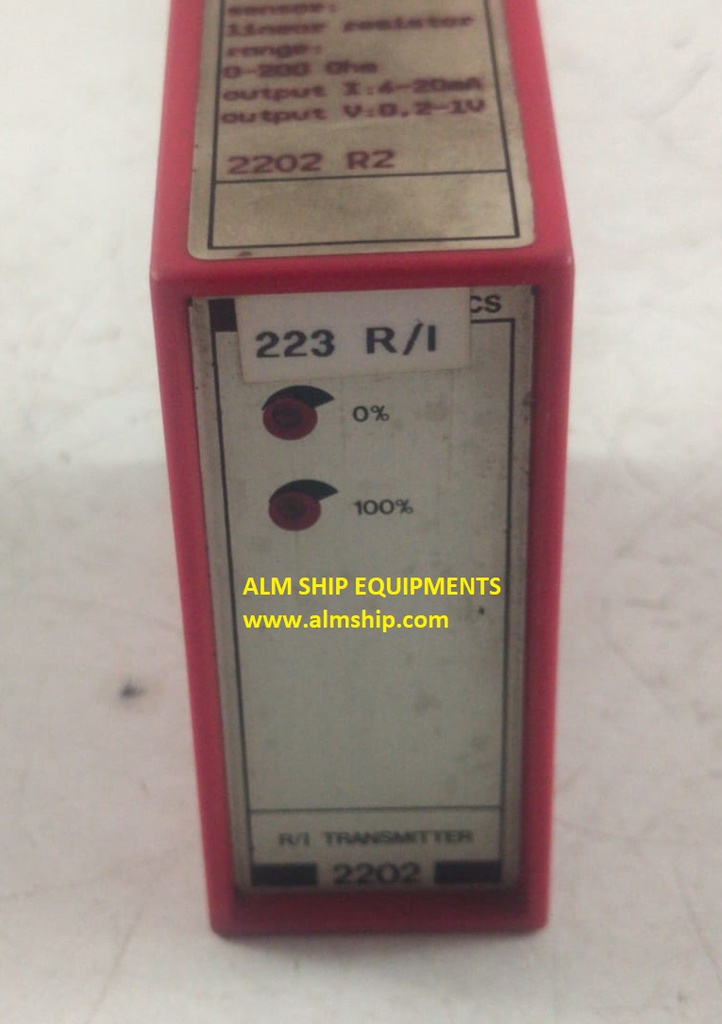 sensor:
linear resistor
range:
0-200 Ohm
output I:4-20mA
output V:0,2-1V
2202 R2
CS
223 R/I
0%
100%
ALM SHIP EQUIPMENTS
www.almship.com
R/I TRANSMITTER
2202